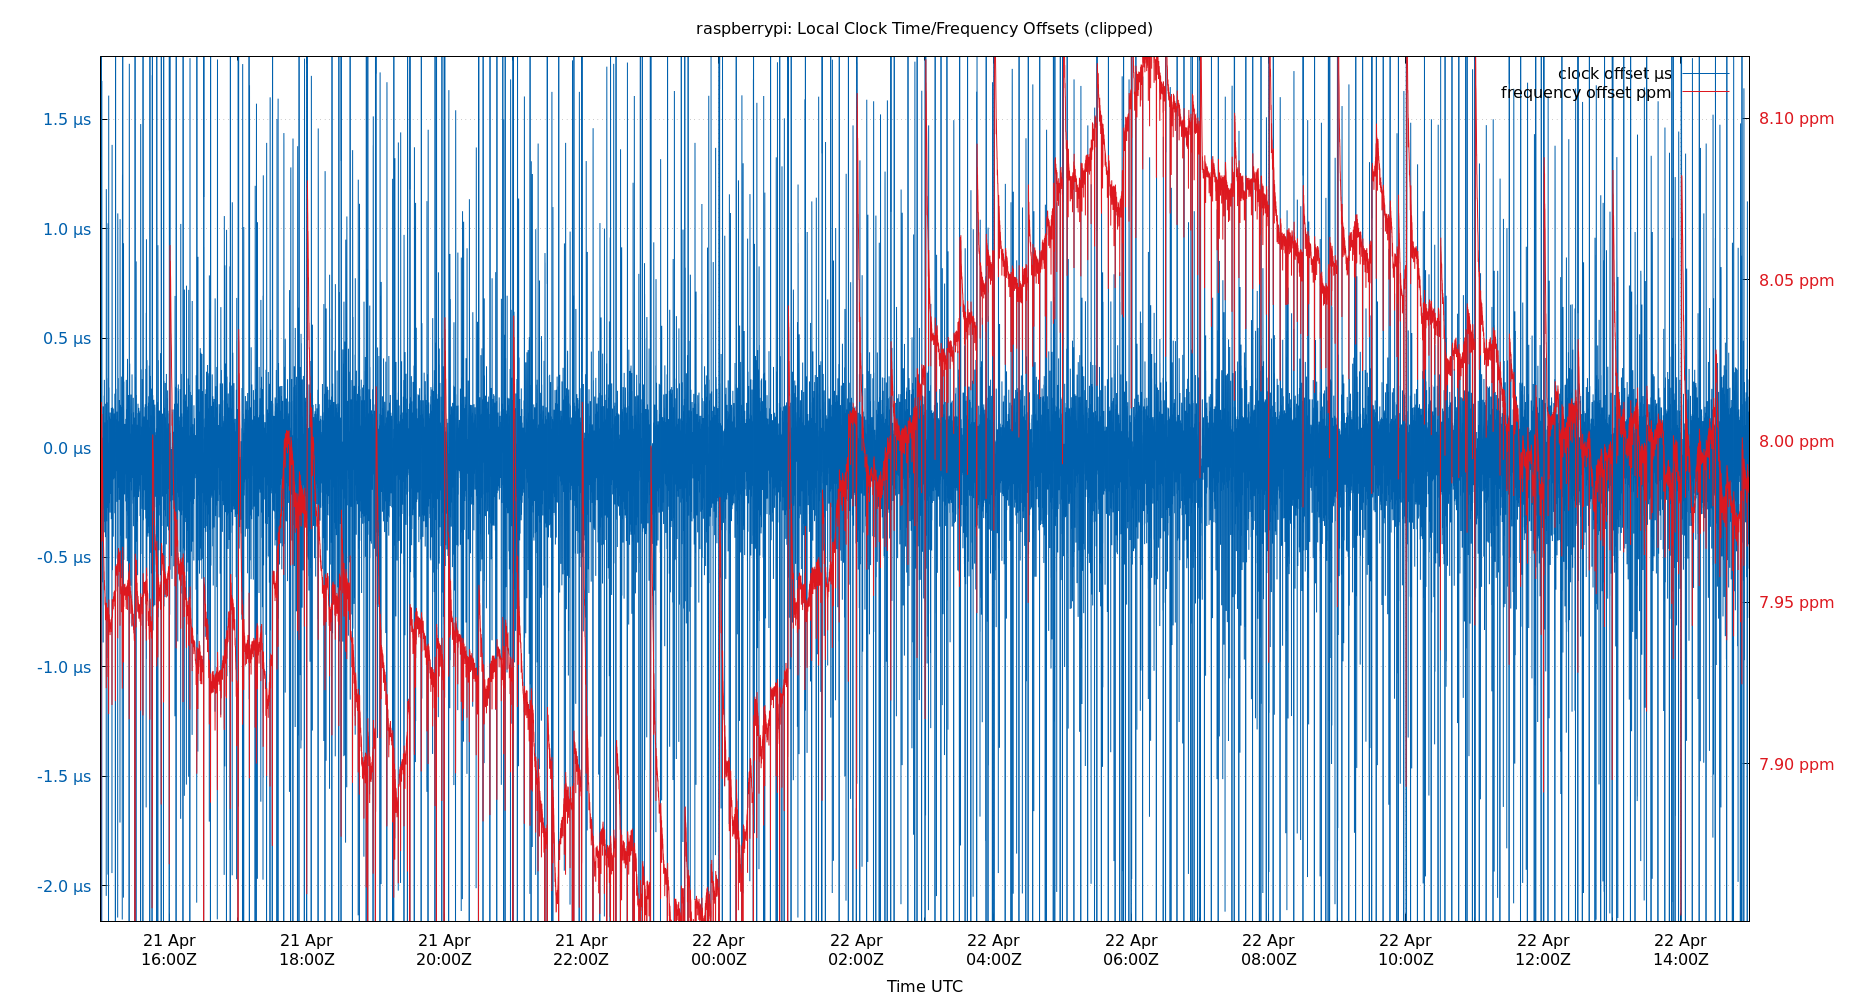 raspberrypi: Local Clock Time/Frequency Offsets (clipped)
clock offset µs
frequency offset ppm
1.5 µs
1.0 µs
0.5 µs
0.0 µs
-0.5 µs
-1.0 µs
-1.5 µs
-2.0 µs
8.10 ppm
8.05 ppm
8.00 ppm
7.95 ppm
7.90 ppm
21 Apr 21 Apr 21 Apr 21 Apr 22 Apr 22 Apr 22 Apr 22 Apr 22 Apr 22 Apr 22 Apr 22 Apr
16:00Z 18:00Z 20:00Z 22:00Z 00:00Z 02:00Z 04:00Z 06:00Z 08:00Z 10:00Z 12:00Z 14:00Z
Time UTC